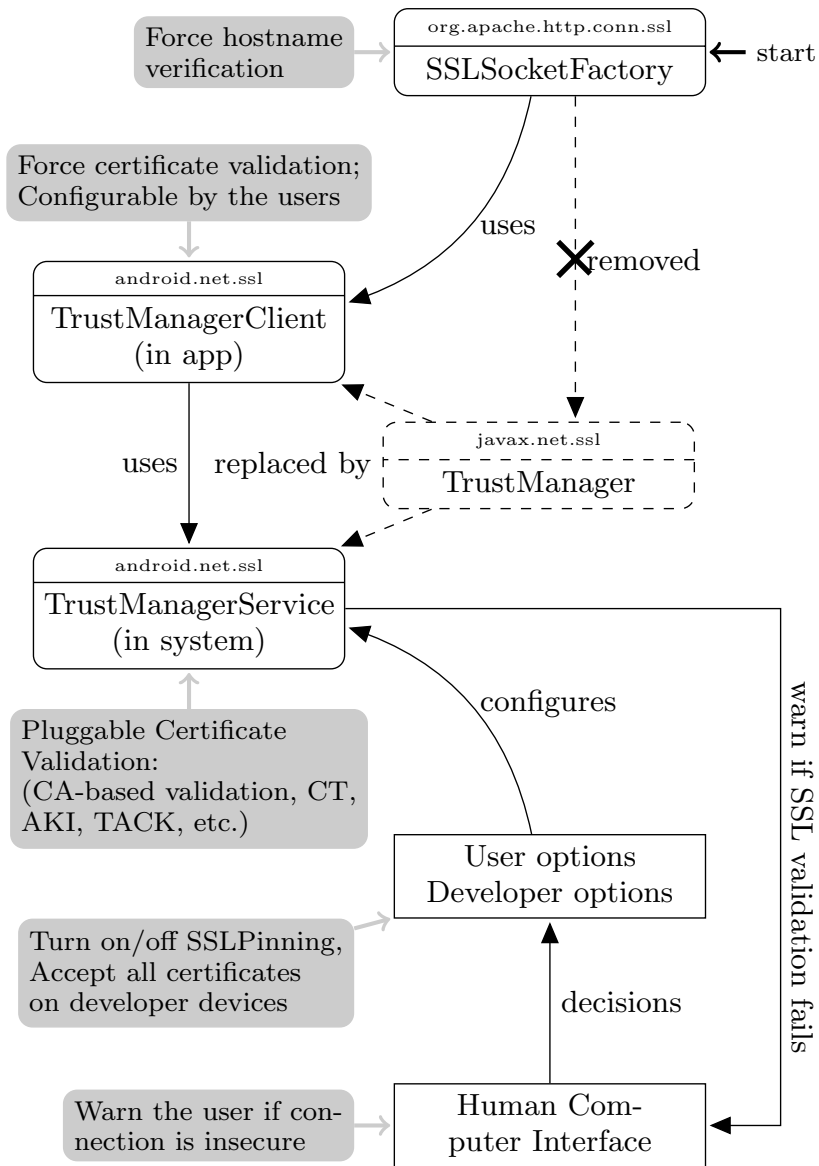 Force hostname
verification
org.apache.http.conn.ssl
SSLSocketFactory
start
Force certificate validation;
Configurable by the users
uses
removed
android.net.ssl
TrustManagerClient
(in app)
uses
replaced by
javax.net.ssl
TrustManager
android.net.ssl
TrustManagerService
(in system)
configures
warn if SSL validation fails
Pluggable Certificate
Validation:
(CA-based validation, CT,
AKI, TACK, etc.)
User options
Developer options
Turn on/off SSLPinning,
Accept all certificates
on developer devices
decisions
Warn the user if con-
nection is insecure
Human Com-
puter Interface